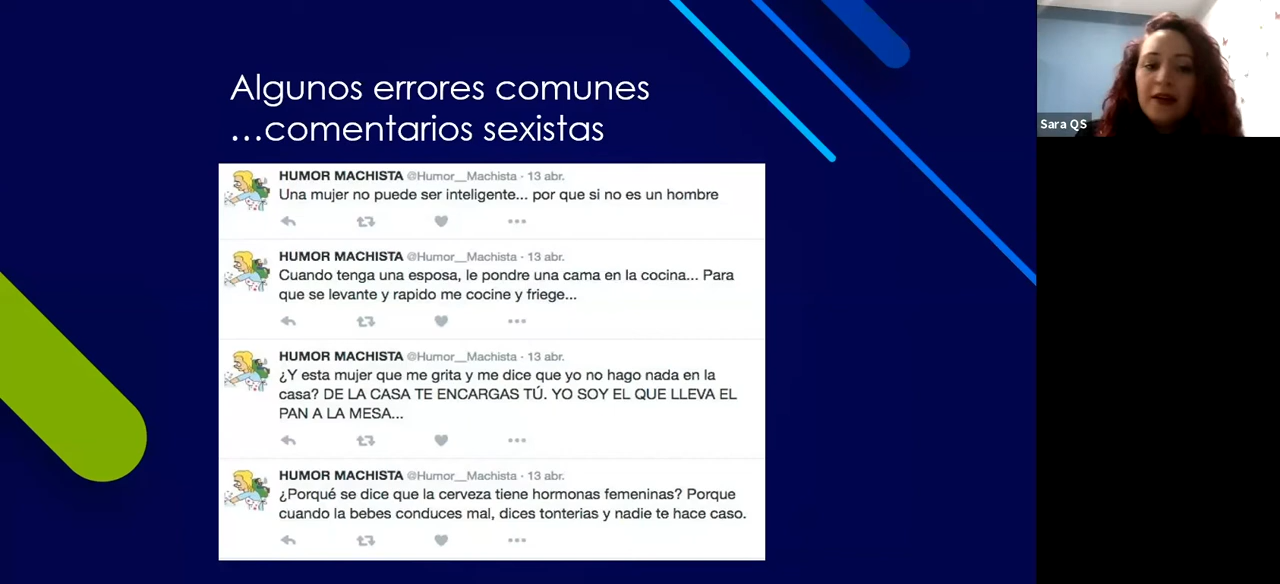 Algunos errores comunes
...comentarios sexistas
Sara QS
HUMOR MACHISTA @Humor__Machista · 13 abr.
Una mujer no puede ser inteligente... por que si no es un hombre
HUMOR MACHISTA @Humor__Machista · 13 abr.
Cuando tenga una esposa, le pondre una cama en la cocina... Para
que se levante y rapido me cocine y friege...
HUMOR MACHISTA @Humor__Machista · 13 abr.
¿Y esta mujer que me grita y me dice que yo no hago nada en la
casa? DE LA CASA TE ENCARGAS TÚ. YO SOY EL QUE LLEVA EL
PAN A LA MESA...
HUMOR MACHISTA @Humor__Machista · 13 abr.
¿Porqué se dice que la cerveza tiene hormonas femeninas? Porque
cuando la bebes conduces mal, dices tonterias y nadie te hace caso.